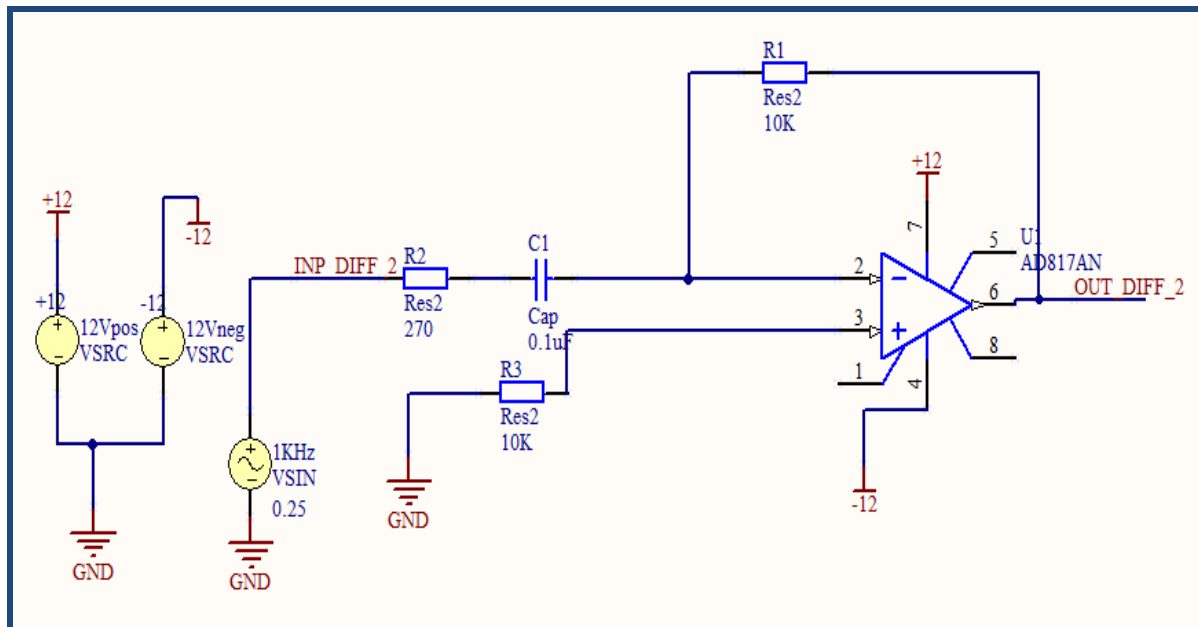 R1
Res2
10K
+12
7
+12
-12
5
U1
AD817AN
C1
R2
INP_DIFF_2
2
6
OUT_DIFF_2
+12
-12
Res2
270
Cap
0.1uF
12Vpos
VSRC
12Vneg
VSRC
3
8
1
4
R3
Res2
10K
1KHz
VSIN
0.25
-12
GND
GND
GND